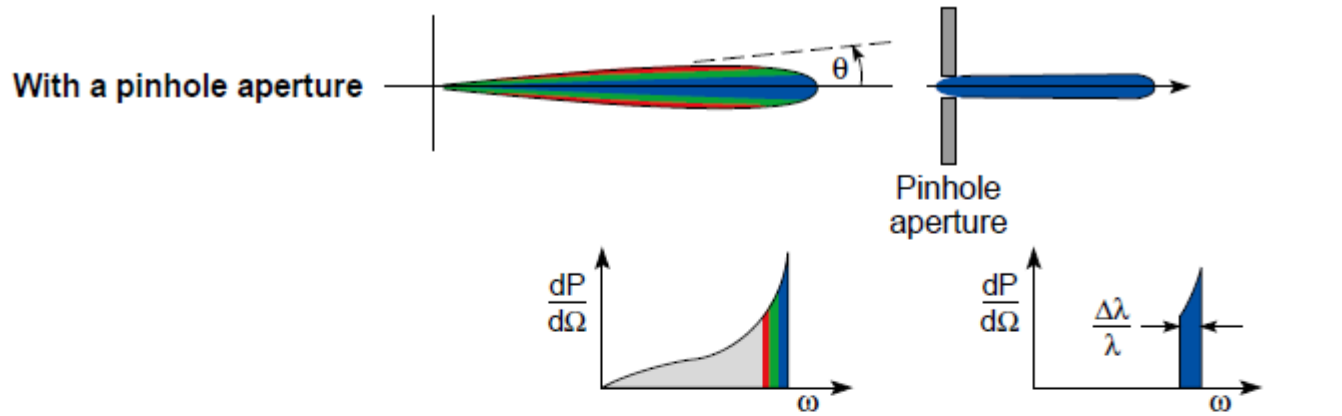 With a pinhole aperture
θ
Pinhole
aperture
dP
dΩ
ω
dP
dΩ
Δλ
λ
ω